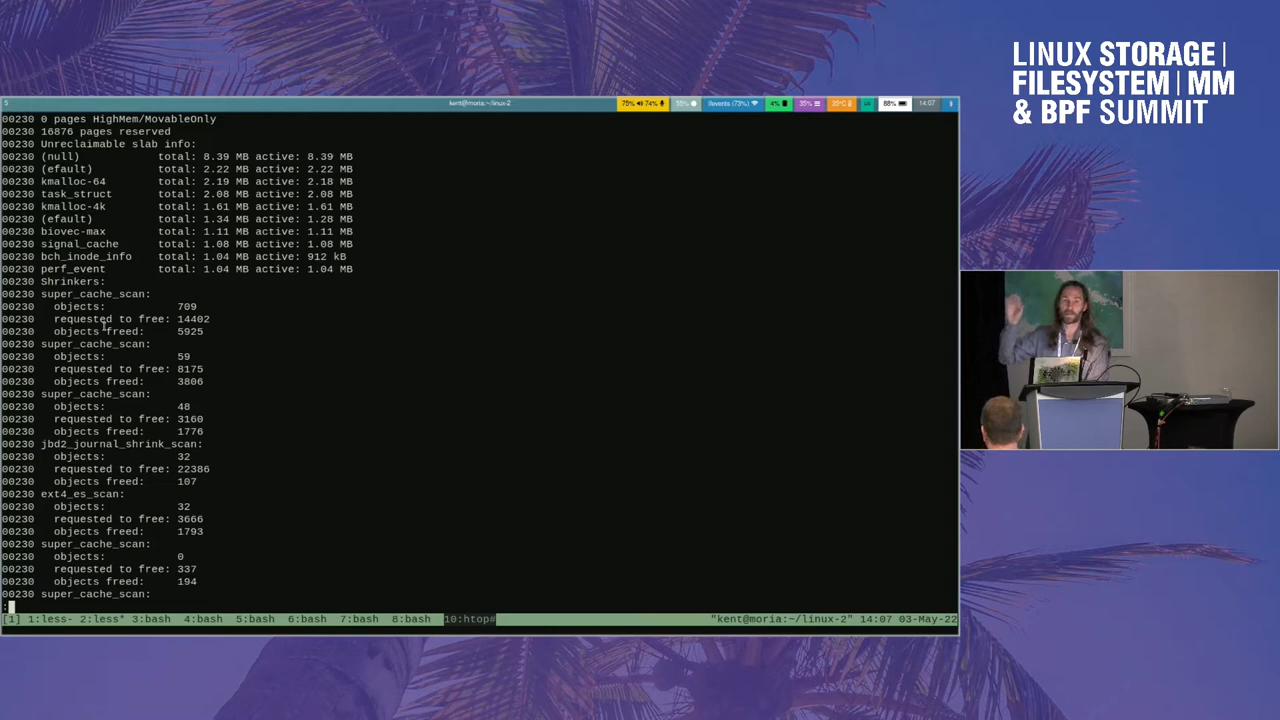 LINUX STORAGE |
FILESYSTEM | MM
& BPF SUMMIT
5 kent@moria:~/linux-2 75% 74% 55% (73%) 4% 35% 35°C 88% 14:07
00230 0 pages HighMem/MovableOnly
00230 16876 pages reserved
00230 Unreclaimable slab info:
00230 (null) total: 8.39 MB active: 8.39 MB
00230 (efault) total: 2.22 MB active: 2.22 MB
00230 kmalloc-64 total: 2.19 MB active: 2.18 MB
00230 task_struct total: 2.08 MB active: 2.08 MB
00230 kmalloc-4k total: 1.61 MB active: 1.61 MB
00230 (efault) total: 1.34 MB active: 1.28 MB
00230 biovec-max total: 1.11 MB active: 1.11 MB
00230 signal_cache total: 1.08 MB active: 1.08 MB
00230 bch_inode_info total: 1.04 MB active: 912 kB
00230 perf_event total: 1.04 MB active: 1.04 MB
00230 Shrinkers:
00230 super_cache_scan:
00230 objects: 709
00230 requested to free: 14402
00230 objects freed: 5925
00230 super_cache_scan:
00230 objects: 59
00230 requested to free: 8175
00230 objects freed: 3806
00230 super_cache_scan:
00230 objects: 48
00230 requested to free: 3160
00230 objects freed: 1776
00230 jbd2_journal_shrink_scan:
00230 objects: 32
00230 requested to free: 22386
00230 objects freed: 107
00230 ext4_es_scan:
00230 objects: 32
00230 requested to free: 3666
00230 objects freed: 1793
00230 super_cache_scan:
00230 objects: 0
00230 requested to free: 337
00230 objects freed: 194
00230 super_cache_scan:
:
[1] 1:less- 2:less* 3:bash 4:bash 5:bash 6:bash 7:bash 8:bash 10:htop# "kent@moria:~/linux-2" 14:07 03-May-22